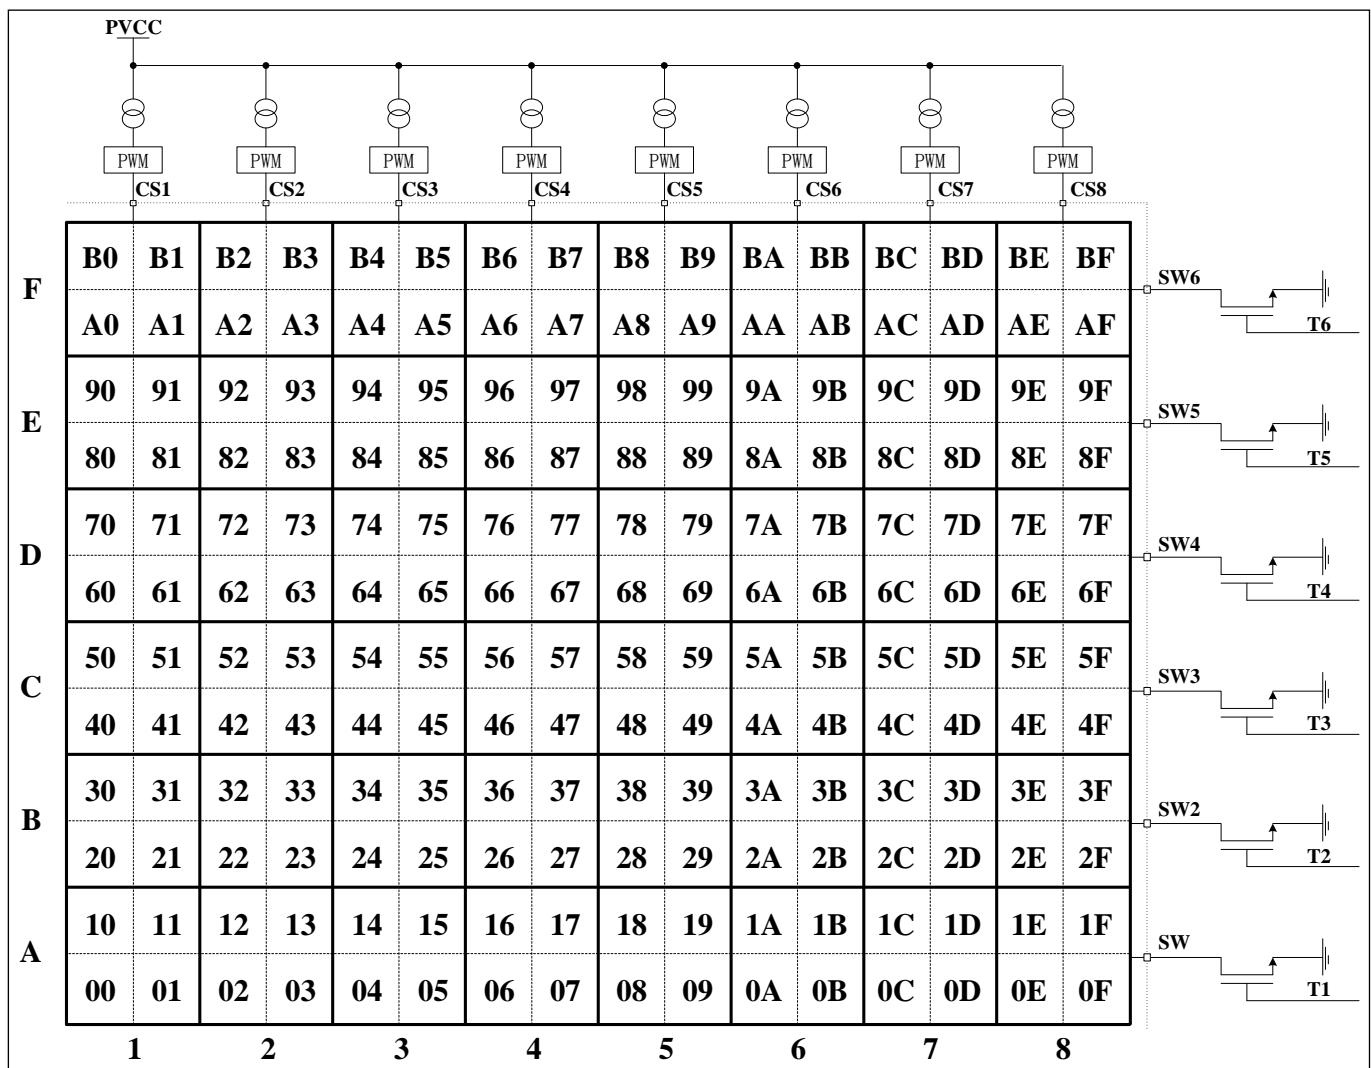 PVCC
PWM PWM PWM PWM PWM PWM PWM PWM
CS1 CS2 CS3 CS4 CS5 CS6 CS7 CS8
B0 B1 B2 B3 B4 B5 B6 B7 B8 B9 BA BB BC BD BE BF
F SW6
A0 A1 A2 A3 A4 A5 A6 A7 A8 A9 AA AB AC AD AE AF T6
90 91 92 93 94 95 96 97 98 99 9A 9B 9C 9D 9E 9F
E SW5
80 81 82 83 84 85 86 87 88 89 8A 8B 8C 8D 8E 8F T5
70 71 72 73 74 75 76 77 78 79 7A 7B 7C 7D 7E 7F
D SW4
60 61 62 63 64 65 66 67 68 69 6A 6B 6C 6D 6E 6F T4
50 51 52 53 54 55 56 57 58 59 5A 5B 5C 5D 5E 5F
C SW3
40 41 42 43 44 45 46 47 48 49 4A 4B 4C 4D 4E 4F T3
30 31 32 33 34 35 36 37 38 39 3A 3B 3C 3D 3E 3F
B SW2
20 21 22 23 24 25 26 27 28 29 2A 2B 2C 2D 2E 2F T2
10 11 12 13 14 15 16 17 18 19 1A 1B 1C 1D 1E 1F
A SW
00 01 02 03 04 05 06 07 08 09 0A 0B 0C 0D 0E 0F T1
1 2 3 4 5 6 7 8